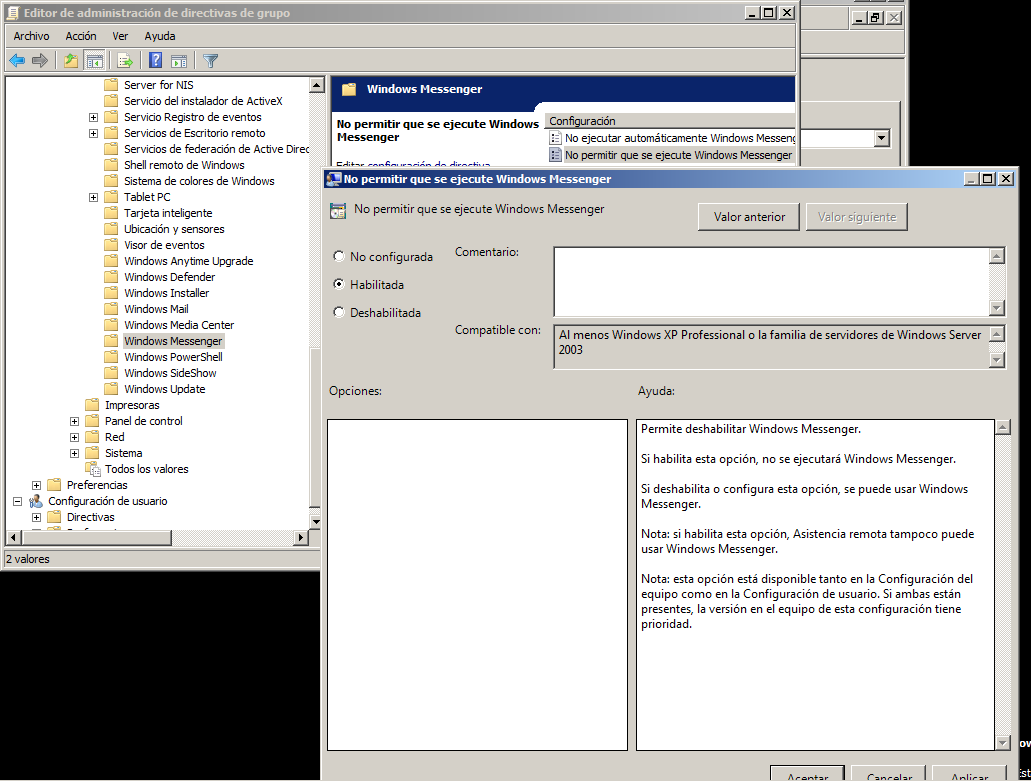 Editor de administración de directivas de grupo
Archivo Acción Ver Ayuda
Server for NIS
Servicio del instalador de ActiveX
Servicio Registro de eventos
Servicios de Escritorio remoto
Servicios de federación de Active Direc
Shell remoto de Windows
Sistema de colores de Windows
Tablet PC
Tarjeta inteligente
Ubicación y sensores
Visor de eventos
Windows Anytime Upgrade
Windows Defender
Windows Installer
Windows Mail
Windows Media Center
Windows Messenger
Windows PowerShell
Windows SideShow
Windows Update
Impresoras
Panel de control
Red
Sistema
Todos los valores
Preferencias
Configuración de usuario
Directivas
2 valores
Windows Messenger
No permitir que se ejecute Windows
Messenger
Editar configuración de directiva
Configuración
No ejecutar automáticamente Windows Messeng
No permitir que se ejecute Windows Messenger
No permitir que se ejecute Windows Messenger
No permitir que se ejecute Windows Messenger
Valor anterior
Valor siguiente
No configurada
Habilitada
Deshabilitada
Comentario:
Compatible con:
Al menos Windows XP Professional o la familia de servidores de Windows Server
2003
Opciones:
Ayuda:
Permite deshabilitar Windows Messenger.
Si habilita esta opción, no se ejecutará Windows Messenger.
Si deshabilita o configura esta opción, se puede usar Windows
Messenger.
Nota: si habilita esta opción, Asistencia remota tampoco puede
usar Windows Messenger.
Nota: esta opción está disponible tanto en la Configuración del
equipo como en la Configuración de usuario. Si ambas están
presentes, la versión en el equipo de esta configuración tiene
prioridad.
Aceptar
Cancelar
Aplicar